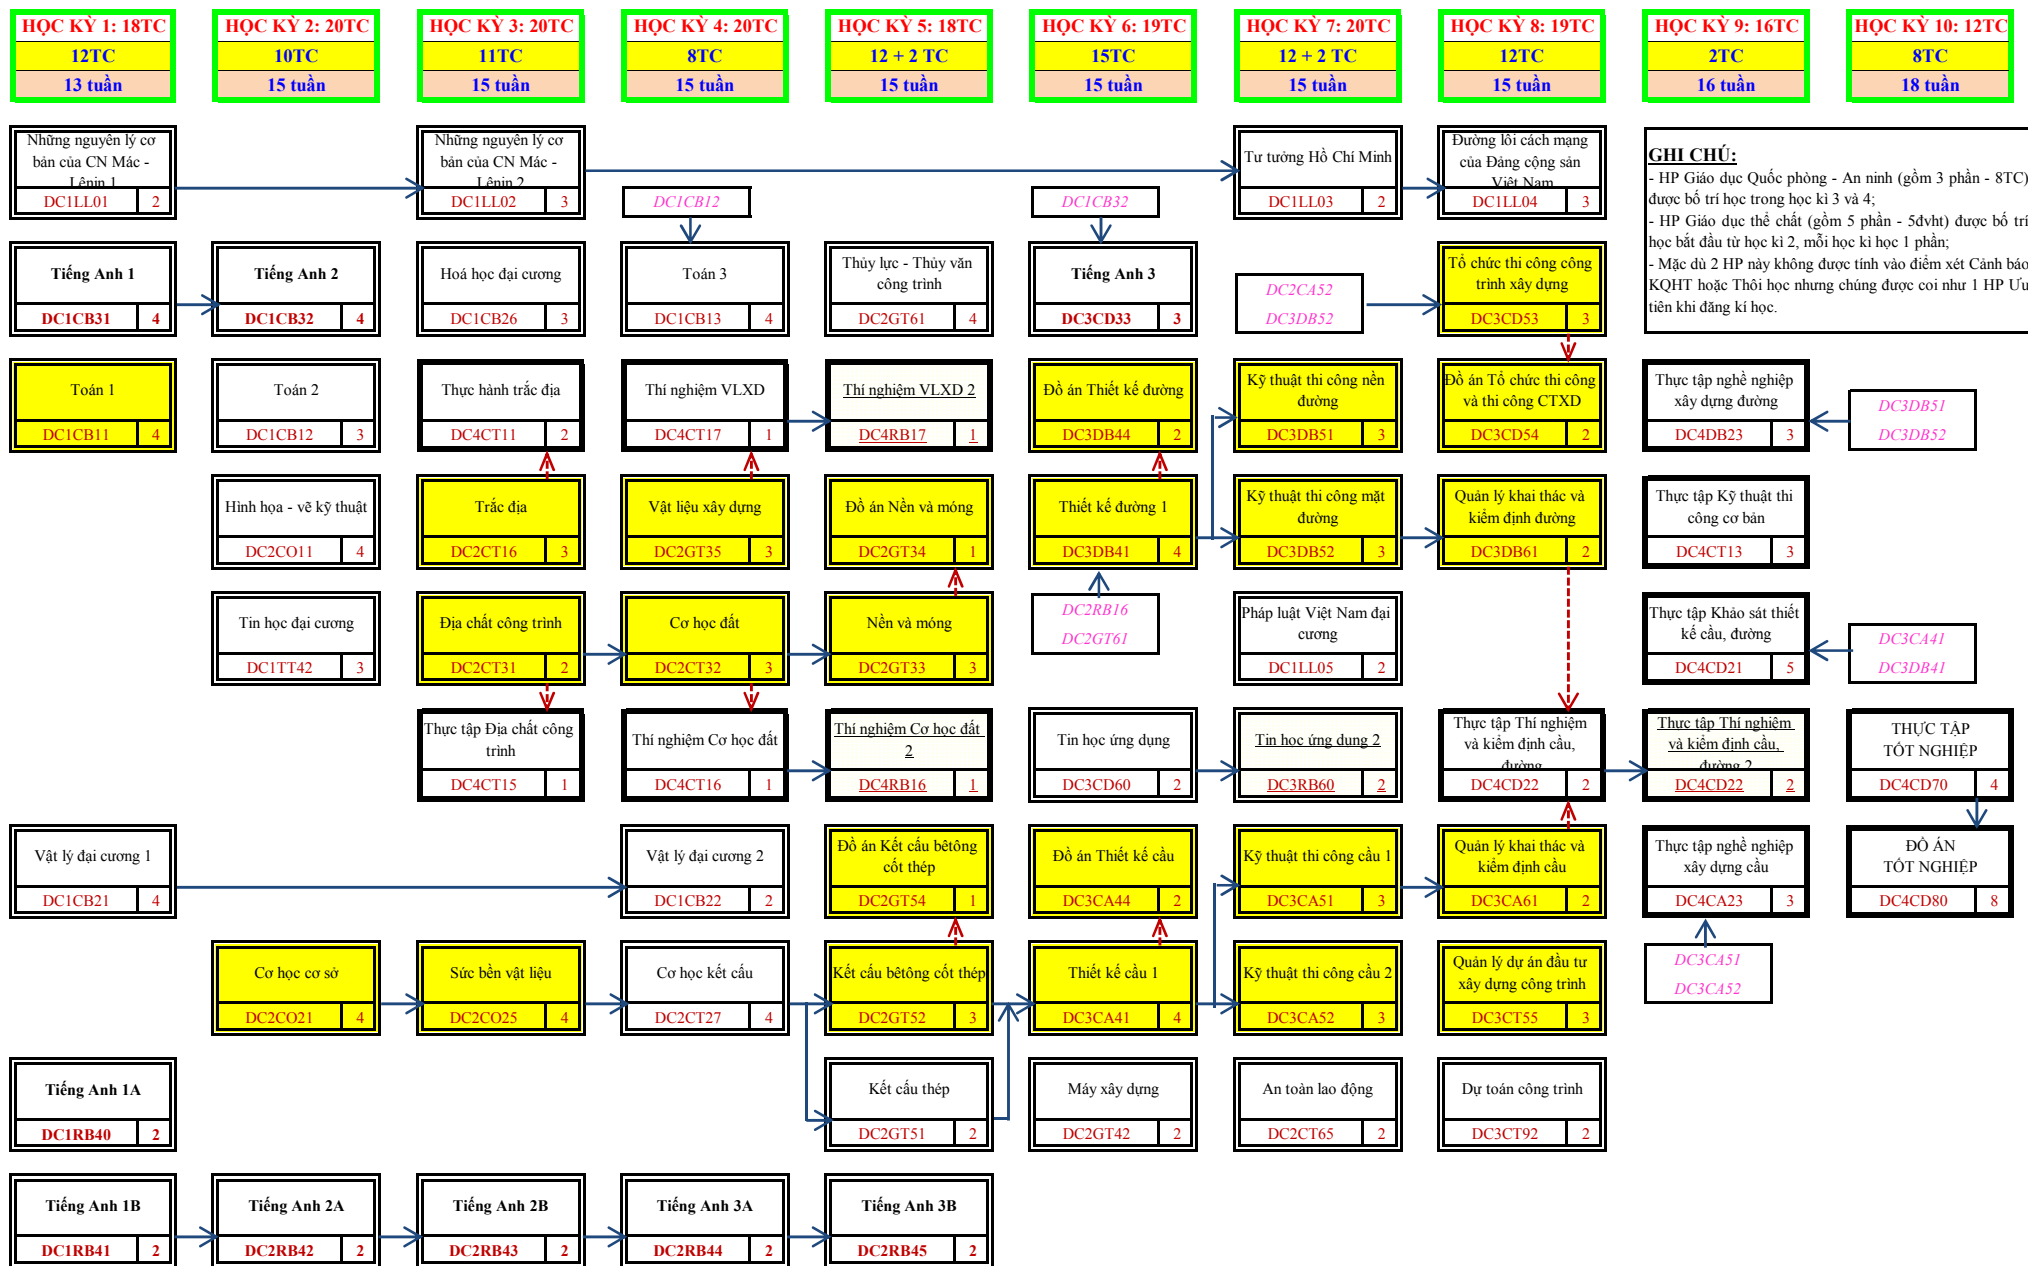 HỌC KỲ 1: 18TC
12TC
13 tuần
HỌC KỲ 2: 20TC
10TC
15 tuần
HỌC KỲ 3: 20TC
11TC
15 tuần
HỌC KỲ 4: 20TC
8TC
15 tuần
HỌC KỲ 5: 18TC
12 + 2 TC
15 tuần
HỌC KỲ 6: 19TC
15TC
15 tuần
HỌC KỲ 7: 20TC
12 + 2 TC
15 tuần
HỌC KỲ 8: 19TC
12TC
15 tuần
HỌC KỲ 9: 16TC
2TC
16 tuần
HỌC KỲ 10: 12TC
8TC
18 tuần
Những nguyên lý cơ
bản của CN Mác -
Lênin 1
DC1LL01 2
Những nguyên lý cơ
bản của CN Mác -
Lênin 2
DC1LL02 3
DC1CB12
DC1CB32
Tư tưởng Hồ Chí Minh
DC1LL03 2
Đường lối cách mạng
của Đảng cộng sản
Việt Nam
DC1LL04 3
GHI CHÚ:
- HP Giáo dục Quốc phòng - An ninh (gồm 3 phần - 8TC)
được bố trí học trong học kì 3 và 4;
- HP Giáo dục thể chất (gồm 5 phần - 5đvht) được bố trí
học bắt đầu từ học kì 2, mỗi học kì học 1 phần;
- Mặc dù 2 HP này không được tính vào điểm xét Cảnh báo
KQHT hoặc Thôi học nhưng chúng được coi như 1 HP Ưu
tiên khi đăng kí học.
Tiếng Anh 1
DC1CB31 4
Tiếng Anh 2
DC1CB32 4
Hoá học đại cương
DC1CB26 3
Toán 3
DC1CB13 4
Thủy lực - Thủy văn
công trình
DC2GT61 4
Tiếng Anh 3
DC3CD33 3
DC2CA52
DC3DB52
Tổ chức thi công công
trình xây dựng
DC3CD53 3
Toán 1
DC1CB11 4
Toán 2
DC1CB12 3
Thực hành trắc địa
DC4CT11 2
Thí nghiệm VLXD
DC4CT17 1
Thí nghiệm VLXD 2
DC4RB17 1
Đồ án Thiết kế đường
DC3DB44 2
Kỹ thuật thi công nền
đường
DC3DB51 3
Đồ án Tổ chức thi công
và thi công CTXD
DC3CD54 2
Thực tập nghề nghiệp
xây dựng đường
DC4DB23 3
DC3DB51
DC3DB52
Hình họa - vẽ kỹ thuật
DC2CO11 4
Trắc địa
DC2CT16 3
Vật liệu xây dựng
DC2GT35 3
Đồ án Nền và móng
DC2GT34 1
Thiết kế đường 1
DC3DB41 4
Kỹ thuật thi công mặt
đường
DC3DB52 3
Quản lý khai thác và
kiểm định đường
DC3DB61 2
Thực tập Kỹ thuật thi
công cơ bản
DC4CT13 3
Tin học đại cương
DC1TT42 3
Địa chất công trình
DC2CT31 2
Cơ học đất
DC2CT32 3
Nền và móng
DC2GT33 3
DC2RB16
DC2GT61
Pháp luật Việt Nam đại
cương
DC1LL05 2
Thực tập Khảo sát thiết
kế cầu, đường
DC4CD21 5
DC3CA41
DC3DB41
Thực tập Địa chất công
trình
DC4CT15 1
Thí nghiệm Cơ học đất
DC4CT16 1
Thí nghiệm Cơ học đất
2
DC4RB16 1
Tin học ứng dụng
DC3CD60 2
Tin học ứng dụng 2
DC3RB60 2
Thực tập Thí nghiệm
và kiểm định cầu,
đường
DC4CD22 2
Thực tập Thí nghiệm
và kiểm định cầu,
đường 2
DC4CD22 2
THỰC TẬP
TỐT NGHIỆP
DC4CD70 4
Vật lý đại cương 1
DC1CB21 4
Vật lý đại cương 2
DC1CB22 2
Đồ án Kết cấu bêtông
cốt thép
DC2GT54 1
Đồ án Thiết kế cầu
DC3CA44 2
Kỹ thuật thi công cầu 1
DC3CA51 3
Quản lý khai thác và
kiểm định cầu
DC3CA61 2
Thực tập nghề nghiệp
xây dựng cầu
DC4CA23 3
ĐỒ ÁN
TỐT NGHIỆP
DC4CD80 8
Cơ học cơ sở
DC2CO21 4
Sức bền vật liệu
DC2CO25 4
Cơ học kết cấu
DC2CT27 4
Kết cấu bêtông cốt thép
DC2GT52 3
Thiết kế cầu 1
DC3CA41 4
Kỹ thuật thi công cầu 2
DC3CA52 3
Quản lý dự án đầu tư
xây dựng công trình
DC3CT55 3
DC3CA51
DC3CA52
Tiếng Anh 1A
DC1RB40 2
Kết cấu thép
DC2GT51 2
Máy xây dựng
DC2GT42 2
An toàn lao động
DC2CT65 2
Dự toán công trình
DC3CT92 2
Tiếng Anh 1B
DC1RB41 2
Tiếng Anh 2A
DC2RB42 2
Tiếng Anh 2B
DC2RB43 2
Tiếng Anh 3A
DC2RB44 2
Tiếng Anh 3B
DC2RB45 2